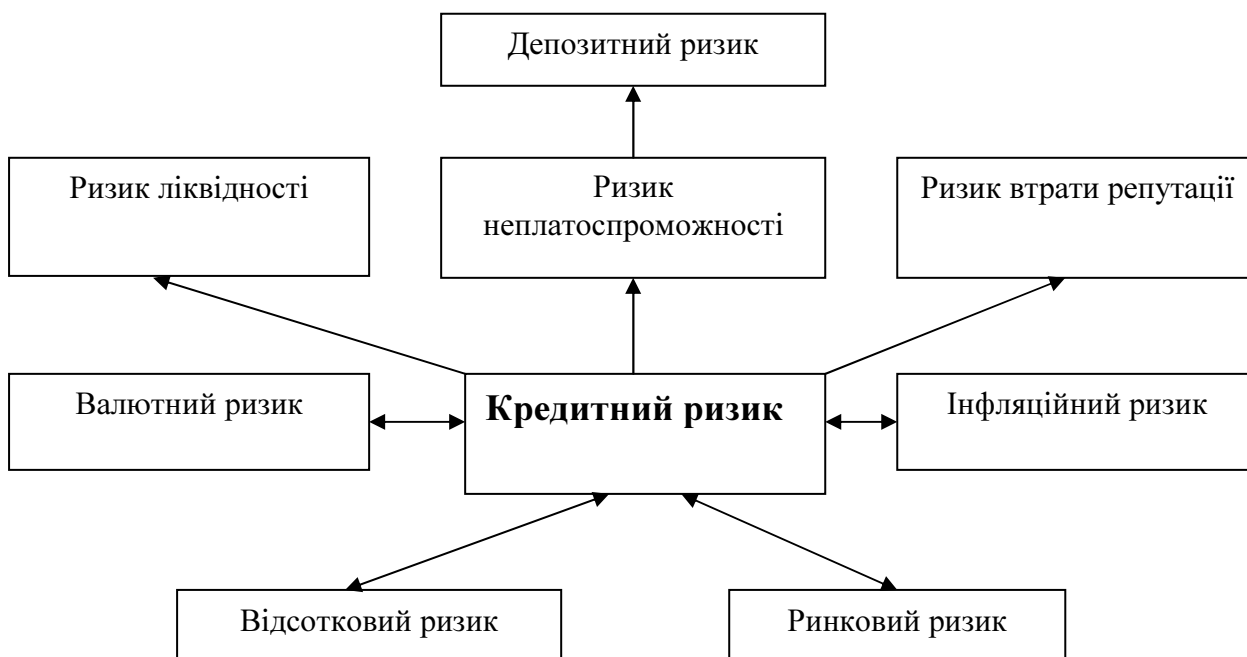 Депозитний ризик
Ризик ліквідності
Ризик
неплатоспроможності
Ризик втрати репутації
Валютний ризик
Кредитний ризик
Інфляційний ризик
Відсотковий ризик
Ринковий ризик